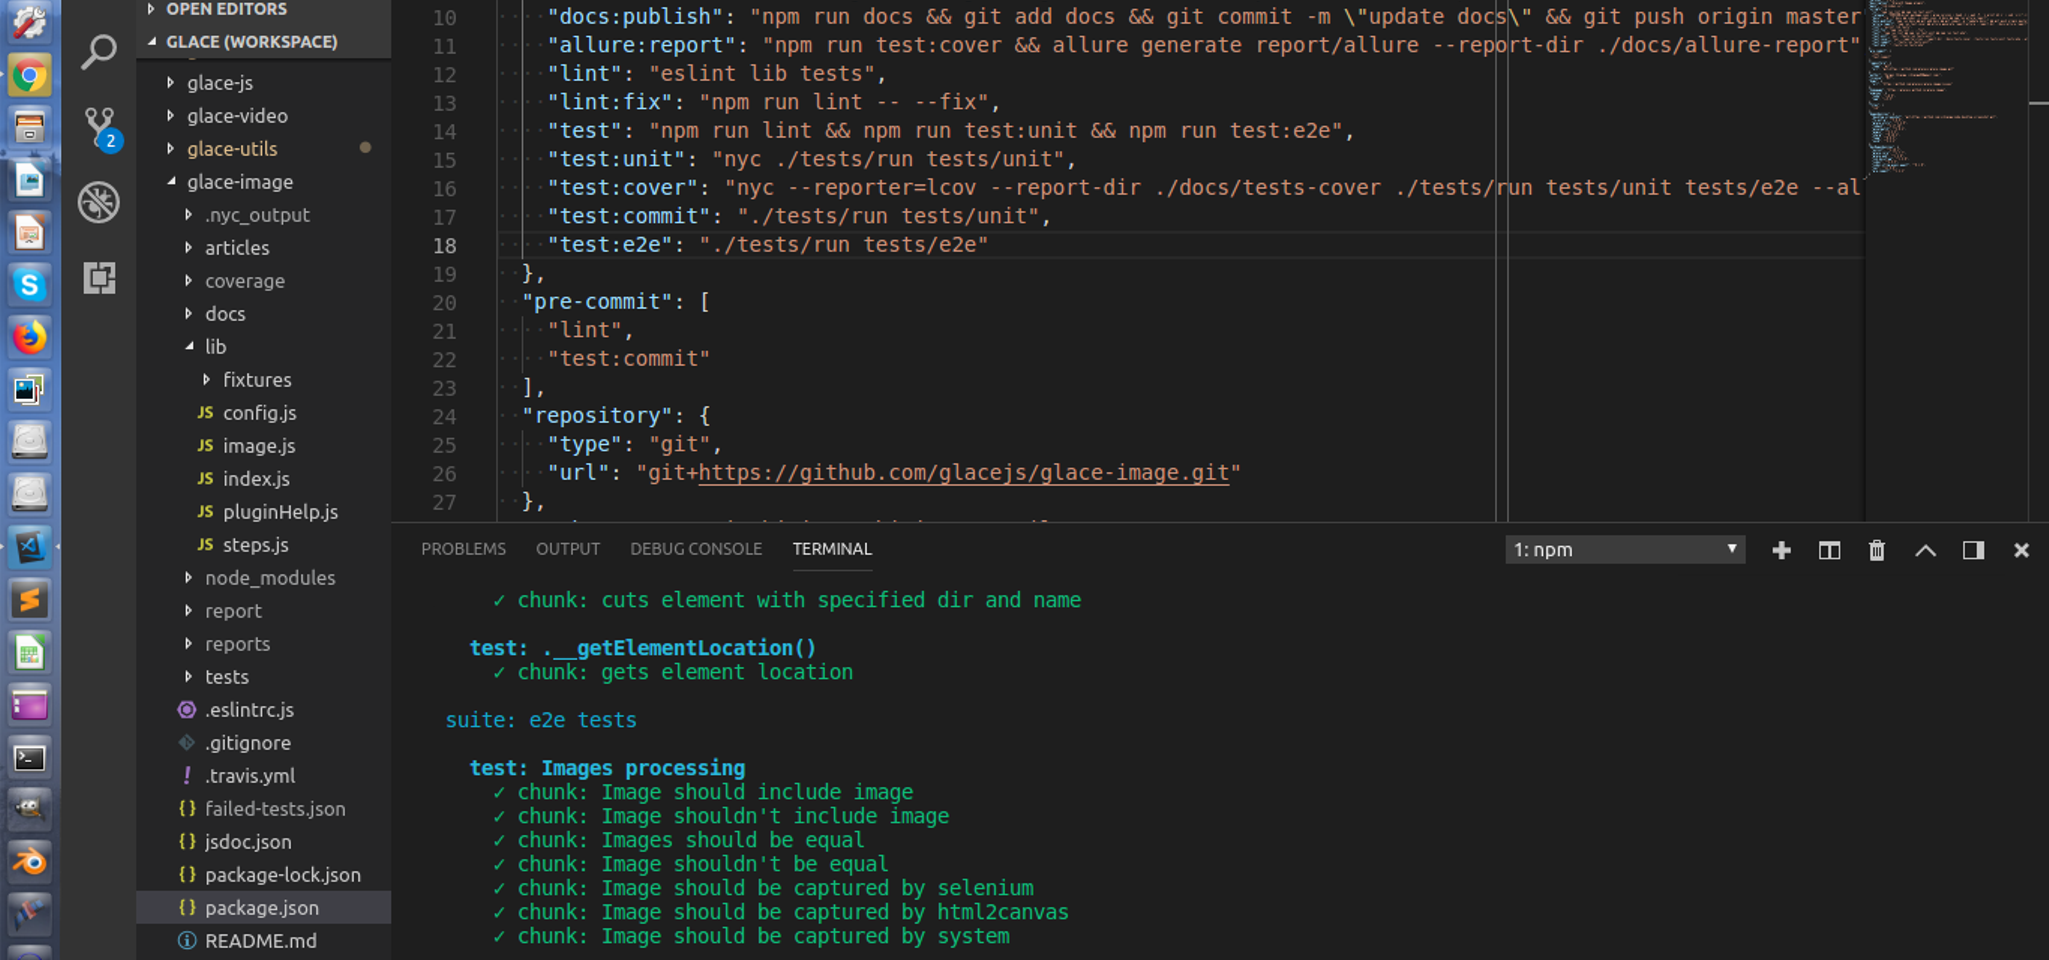 OPEN EDITORS
GLACE (WORKSPACE)
glace-js
glace-video
glace-utils
glace-image
.nyc_output
articles
coverage
docs
lib
fixtures
JS config.js
JS image.js
JS index.js
JS pluginHelp.js
JS steps.js
node_modules
report
reports
tests
.eslintrc.js
.gitignore
! .travis.yml
{} failed-tests.json
{} jsdoc.json
{} package-lock.json
{} package.json
README.md
2
10 "docs:publish": "npm run docs && git add docs && git commit -m \"update docs\" && git push origin master
11 "allure:report": "npm run test:cover && allure generate report/allure --report-dir ./docs/allure-report"
12 "lint": "eslint lib tests",
13 "lint:fix": "npm run lint -- --fix",
14 "test": "npm run lint && npm run test:unit && npm run test:e2e",
15 "test:unit": "nyc ./tests/run tests/unit",
16 "test:cover": "nyc --reporter=lcov --report-dir ./docs/tests-cover ./tests/run tests/unit tests/e2e --al
17 "test:commit": "./tests/run tests/unit",
18 "test:e2e": "./tests/run tests/e2e"
19 },
20 "pre-commit": [
21 "lint",
22 "test:commit"
23 ],
24 "repository": {
25 "type": "git",
26 "url": "git+https://github.com/glacejs/glace-image.git"
27 },
PROBLEMS OUTPUT DEBUG CONSOLE TERMINAL 1: npm
✓ chunk: cuts element with specified dir and name
test: .__getElementLocation()
✓ chunk: gets element location
suite: e2e tests
test: Images processing
✓ chunk: Image should include image
✓ chunk: Image shouldn't include image
✓ chunk: Images should be equal
✓ chunk: Image shouldn't be equal
✓ chunk: Image should be captured by selenium
✓ chunk: Image should be captured by html2canvas
✓ chunk: Image should be captured by system